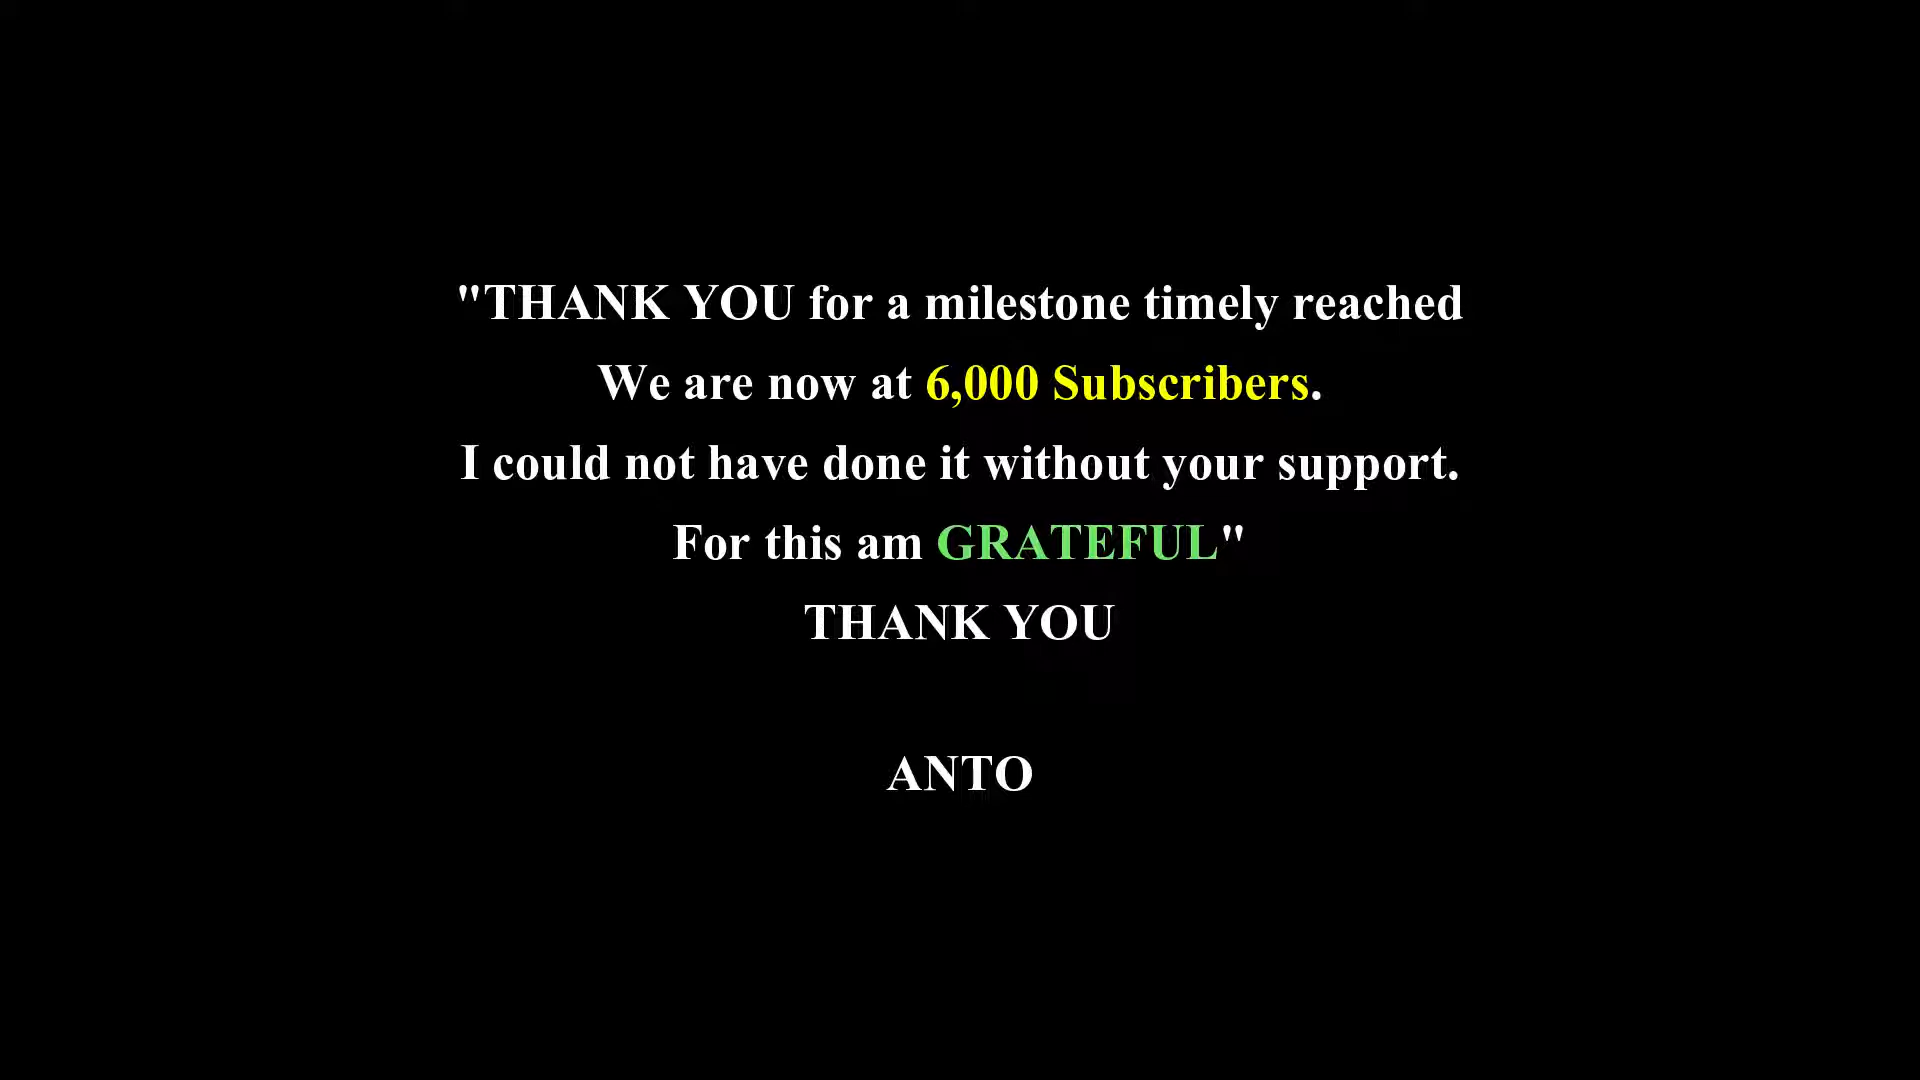 "THANK YOU for a milestone timely reached
We are now at 6,000 Subscribers.
I could not have done it without your support.
For this am GRATEFUL"
THANK YOU
ANTO